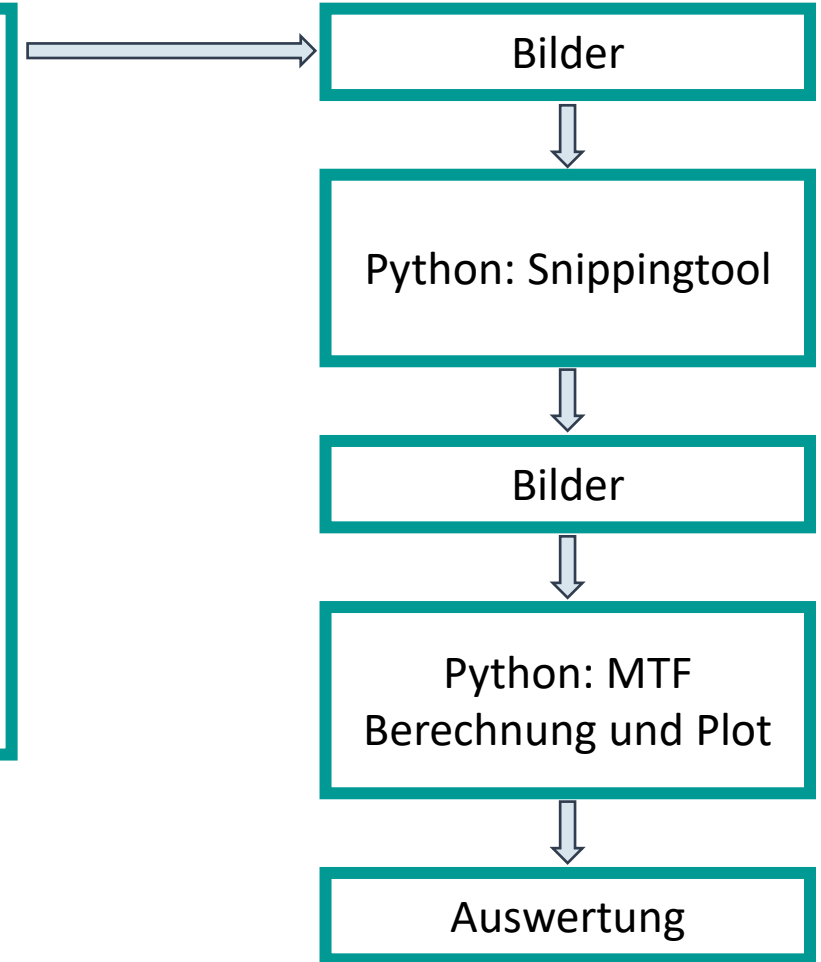 Bilder
Python: Snippingtool
Bilder
Python: MTF
Berechnung und Plot
Auswertung